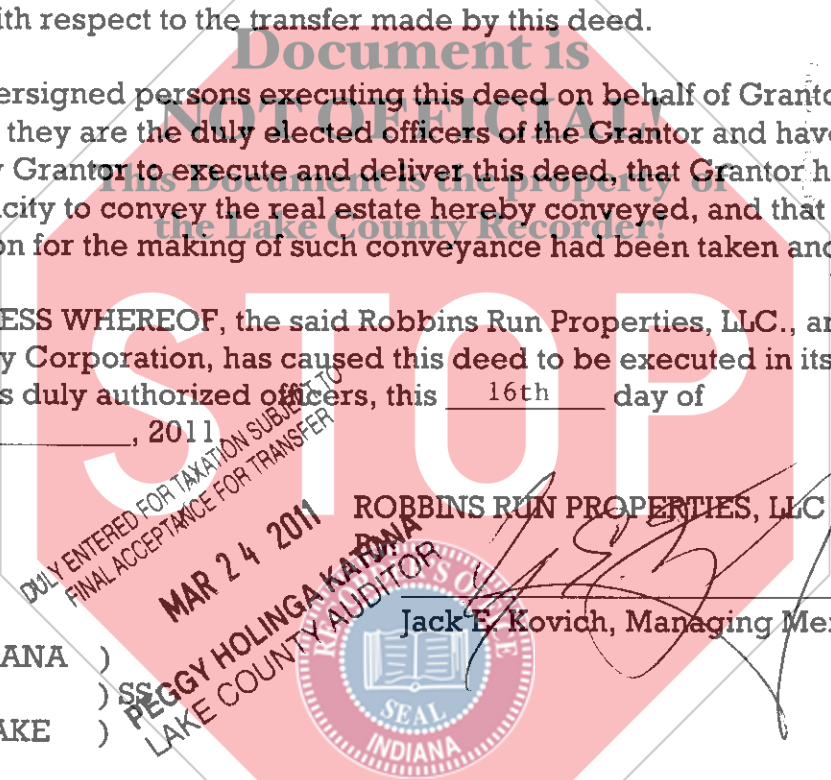 ith respect to the transfer made by this deed.
Document is
ersigned persons executing this deed on behalf of Granto
NOT OFFICIAL!
they are the duly elected officers of the Grantor and have
y Grantor to execute and deliver this deed, that Grantor h
This Document is the property of
city to convey the real estate hereby conveyed, and that
the Lake County Recorder!
on for the making of such conveyance had been taken and
STOP
ESS WHEREOF, the said Robbins Run Properties, LLC., an
y Corporation, has caused this deed to be executed in its
s duly authorized officers, this 16th day of
, 2011.
DULY ENTERED FOR TAXATION SUBJECT TO
FINAL ACCEPTANCE FOR TRANSFER
MAR 24 2011
PEGGY HOLINGA KATONA
LAKE COUNTY AUDITOR
ROBBINS RUN PROPERTIES, LLC
By:
Jack E. Kovich, Managing Me
ANA )
) SS
AKE )
RECORDER'S OFFICE
SEAL
INDIANA